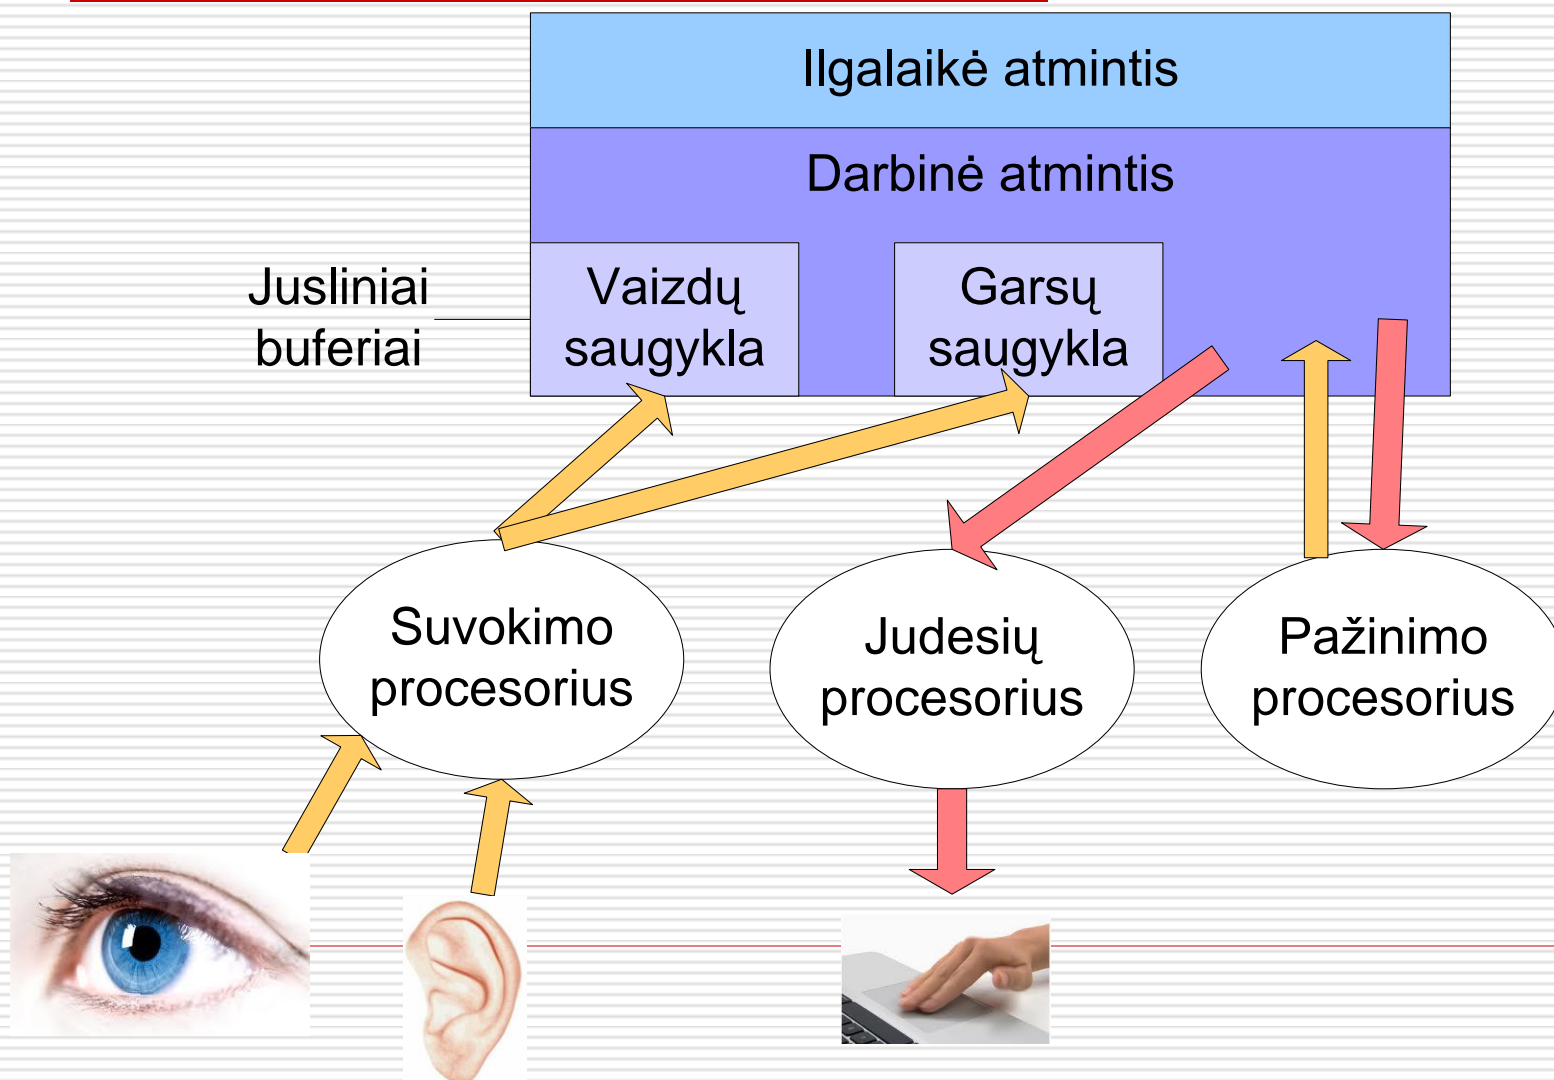 Ilgalaikė atmintis
Darbinė atmintis
Jusliniai
buferiai
Vaizdų
saugykla
Garsų
saugykla
Suvokimo
procesorius
Judesių
procesorius
Pažinimo
procesorius